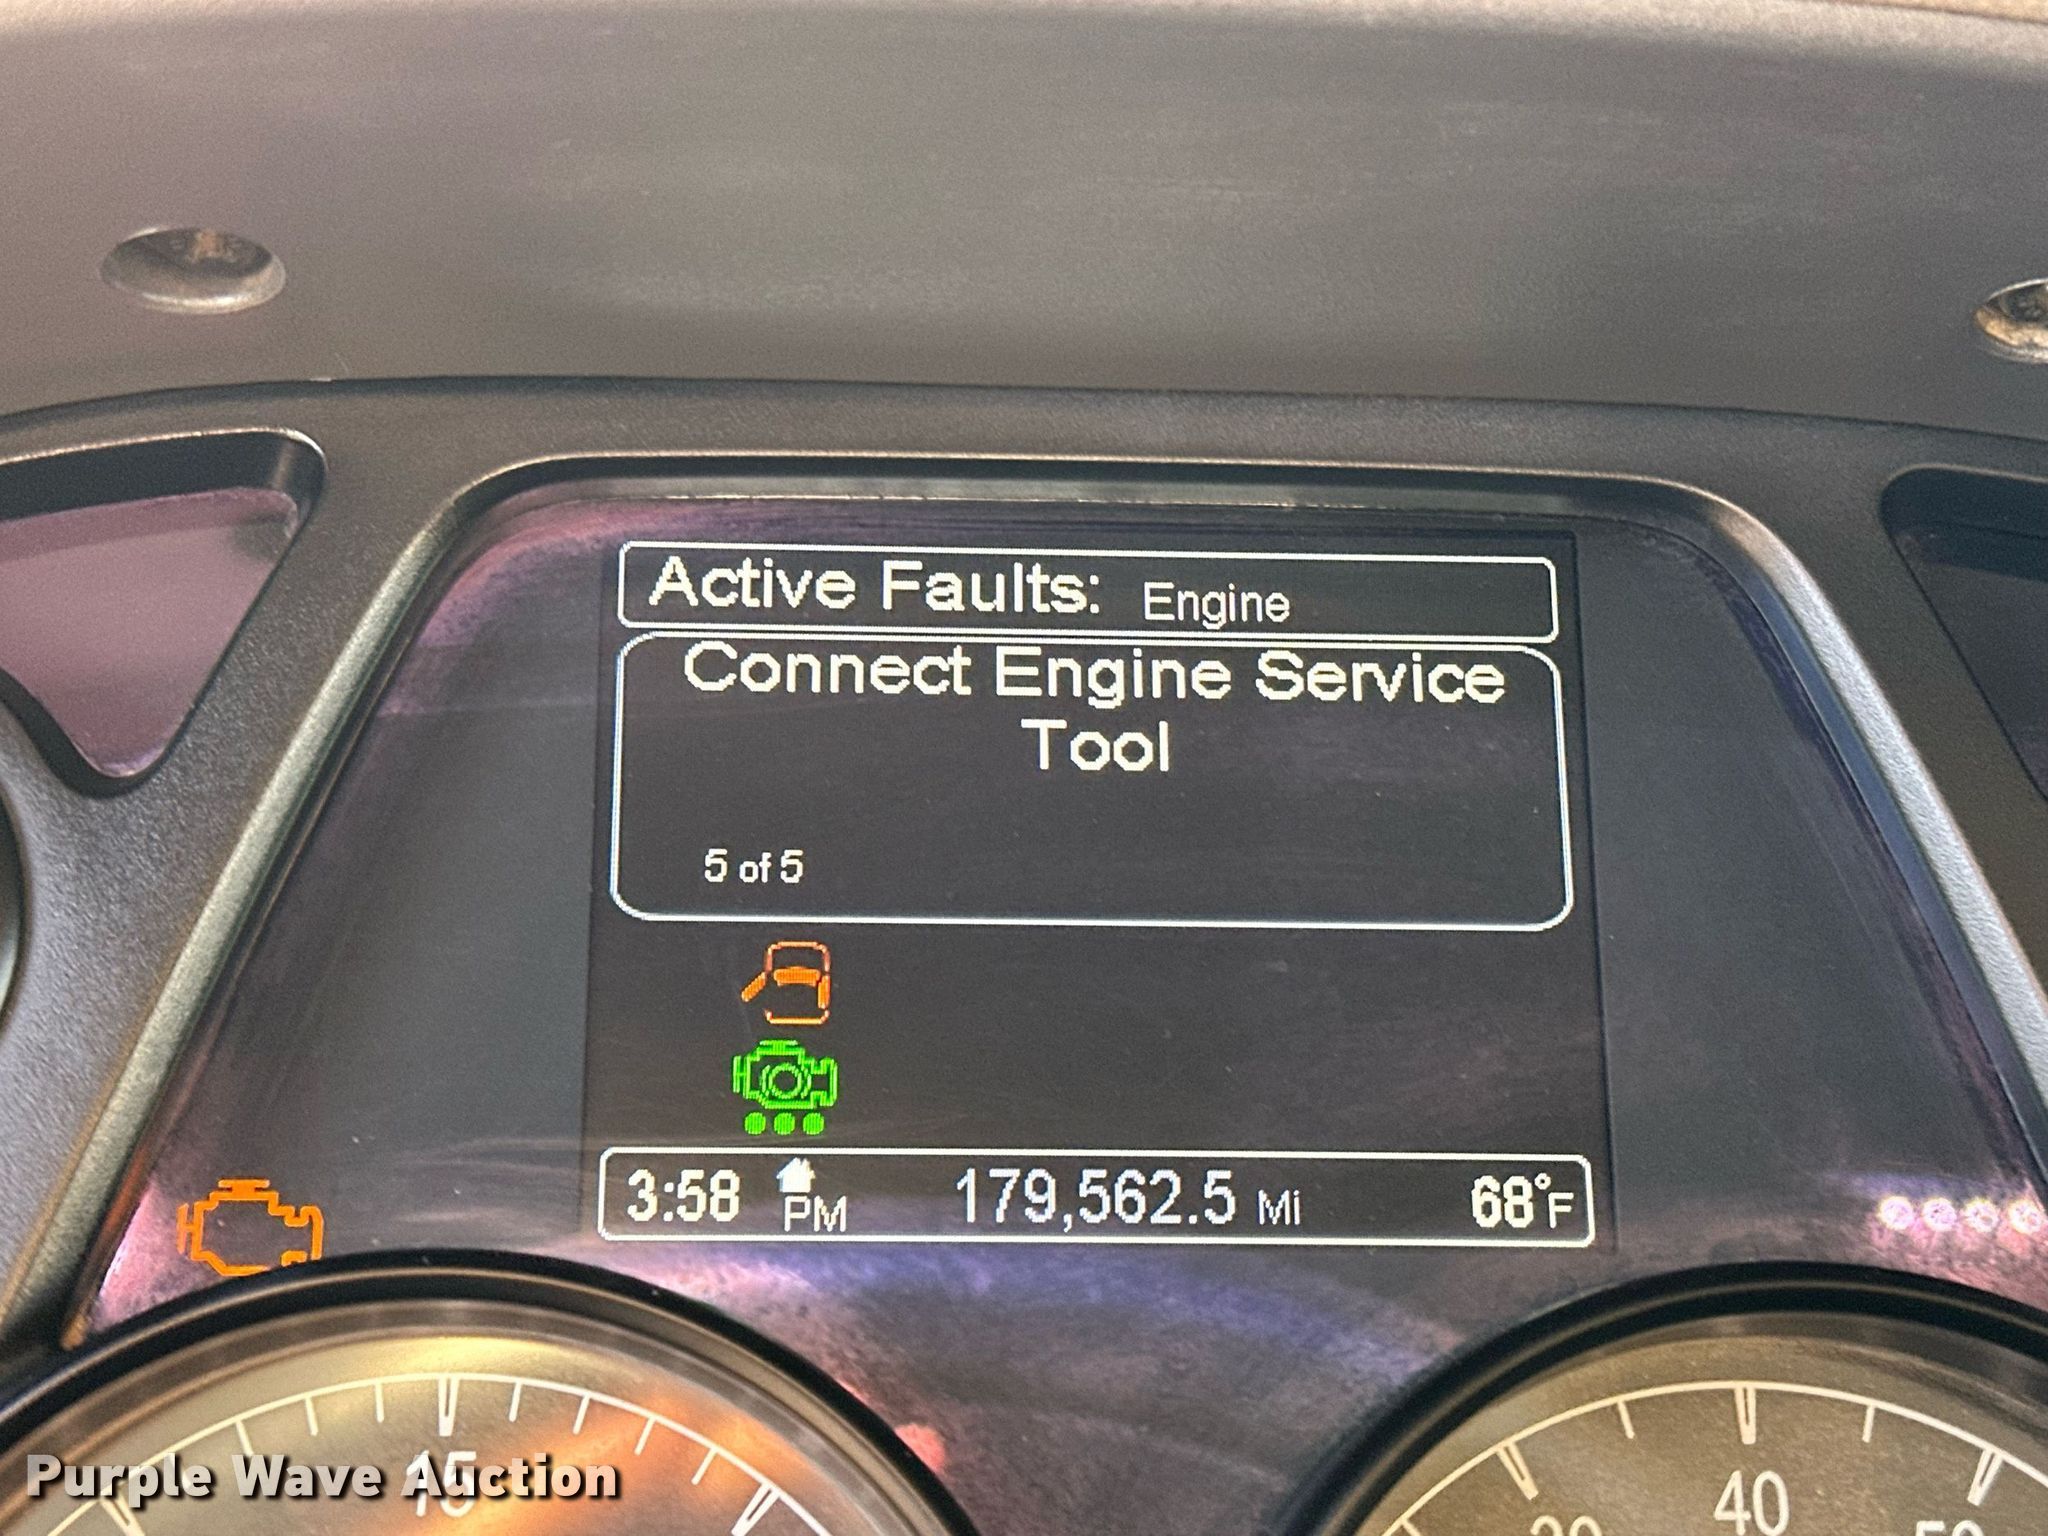 Active Faults: Engine
Connect Engine Service
Tool
5 of 5
3:58 PM 179,562.5 Mi 68°F
15
40
Purple Wave Auction